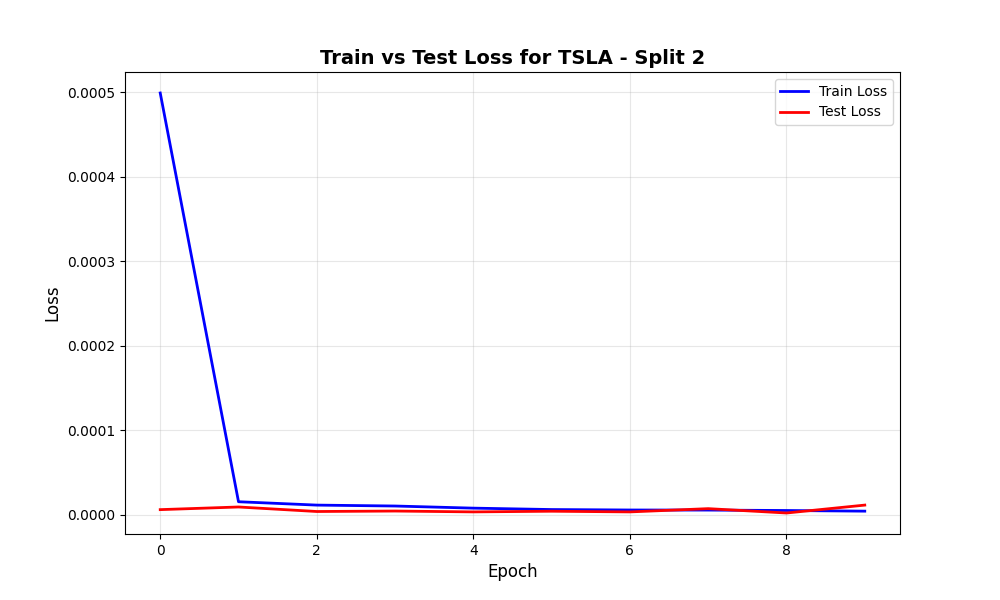 Train vs Test Loss for TSLA - Split 2
Train Loss
Test Loss
0.0005
0.0004
0.0003
0.0002
0.0001
0.0000
Loss
0 2 4 6 8
Epoch